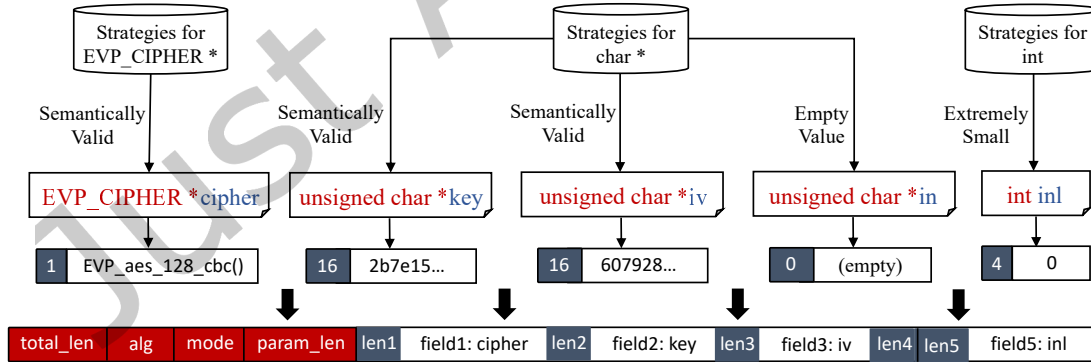 Strategies for
EVP_CIPHER *
Strategies for
char *
Strategies for
int
Semantically
Valid
Semantically
Valid
Semantically
Valid
Empty
Value
Extremely
Small
EVP_CIPHER *cipher
unsigned char *key
unsigned char *iv
unsigned char *in
int inl
1 EVP_aes_128_cbc()
16 2b7e15...
16 607928...
0 (empty)
4 0
total_len alg mode param_len len1 field1: cipher len2 field2: key len3 field3: iv len4 len5 field5: inl
Just A